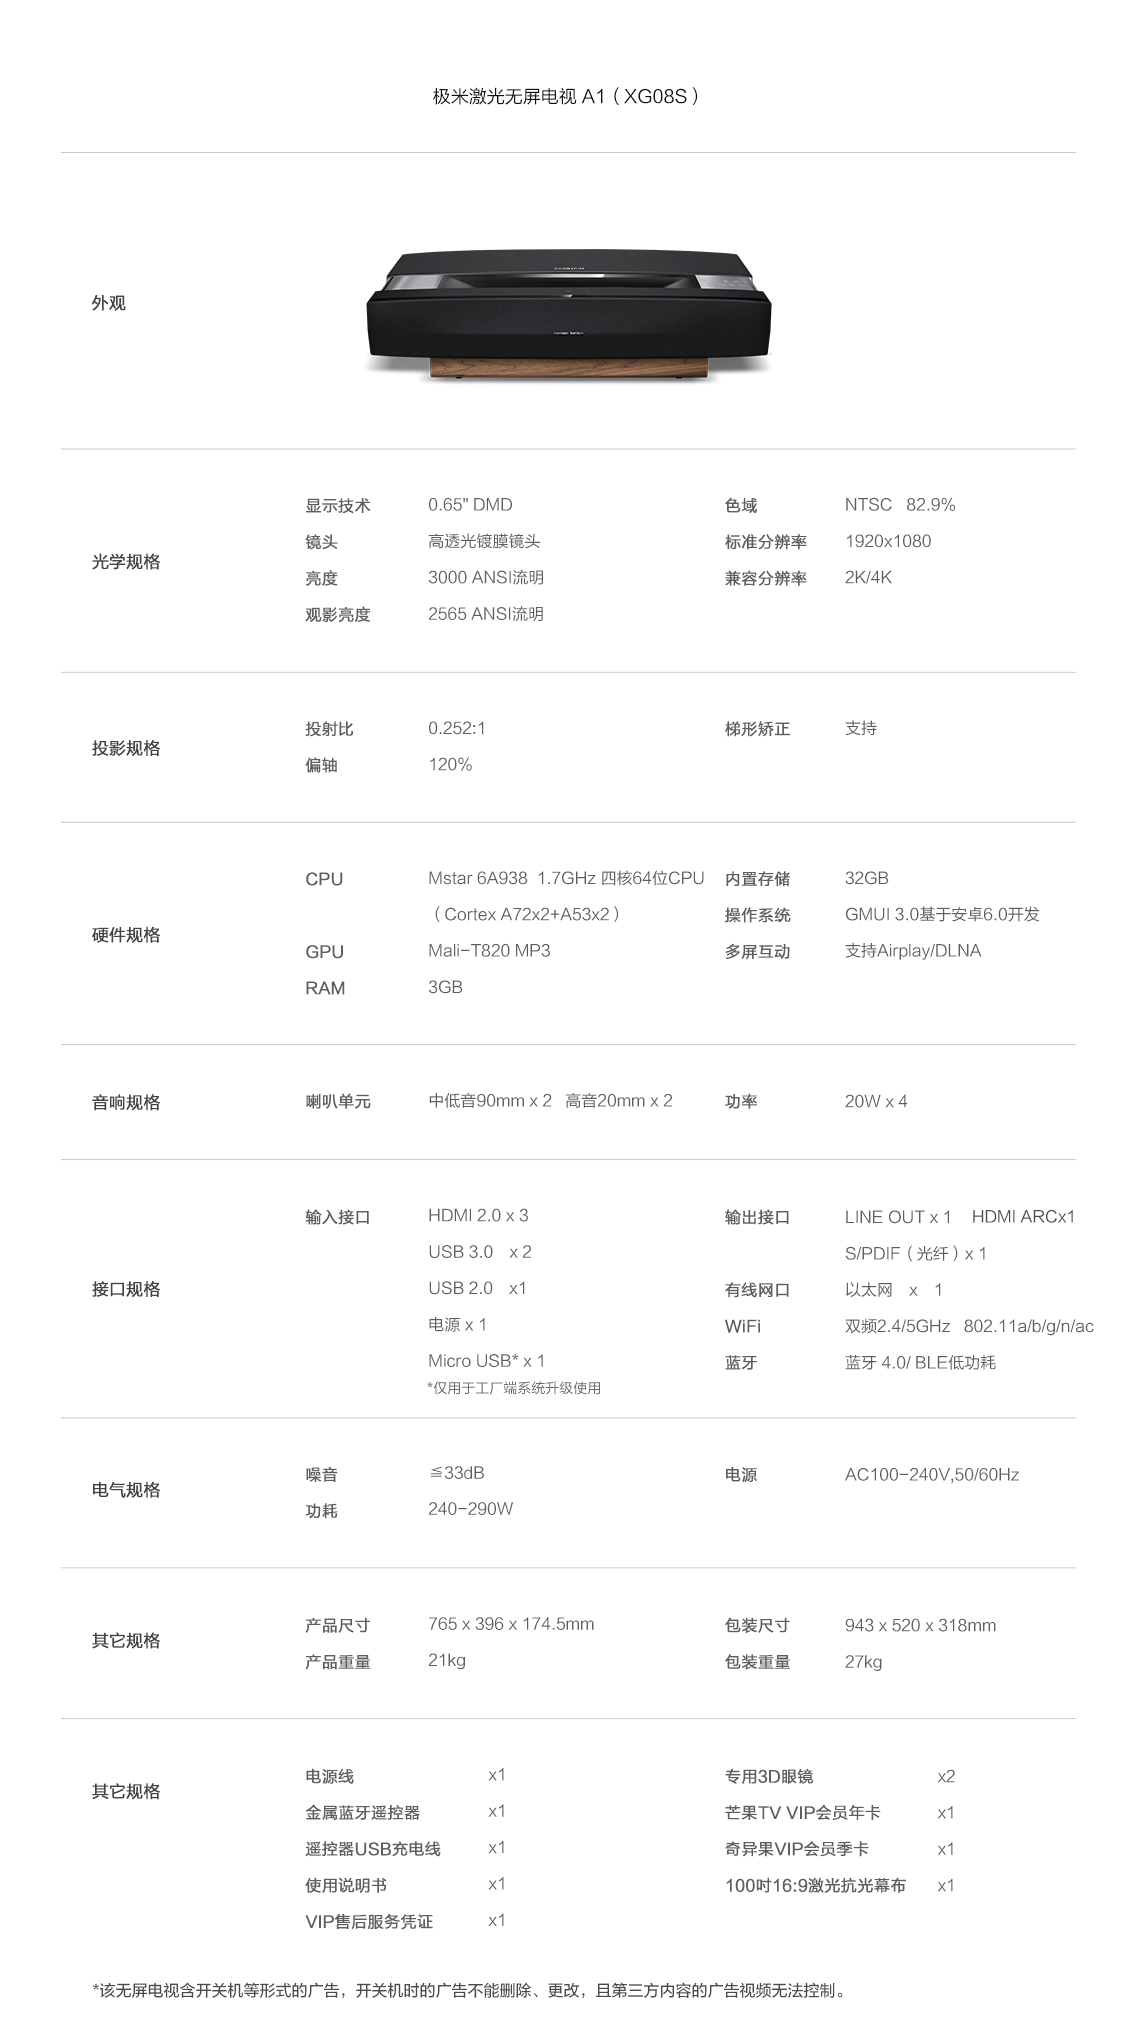 极米激光无屏电视 A1（XG08S）
外观
harman kardon
光学规格
显示技术 0.65" DMD 色域 NTSC 82.9%
镜头 高透光镀膜镜头 标准分辨率 1920x1080
亮度 3000 ANSI流明 兼容分辨率 2K/4K
观影亮度 2565 ANSI流明
投影规格
投射比 0.252:1 梯形矫正 支持
偏轴 120%
硬件规格
CPU Mstar 6A938 1.7GHz 四核64位CPU 内置存储 32GB
（Cortex A72x2+A53x2） 操作系统 GMUI 3.0基于安卓6.0开发
GPU Mali-T820 MP3 多屏互动 支持Airplay/DLNA
RAM 3GB
音响规格 喇叭单元 中低音90mm x 2 高音20mm x 2 功率 20W x 4
接口规格
输入接口 HDMI 2.0 x 3 输出接口 LINE OUT x 1 HDMI ARCx1
USB 3.0 x 2 S/PDIF（光纤）x 1
USB 2.0 x1 有线网口 以太网 x 1
电源 x 1 WiFi 双频2.4/5GHz 802.11a/b/g/n/ac
Micro USB* x 1 蓝牙 蓝牙 4.0/ BLE低功耗
*仅用于工厂端系统升级使用
电气规格
噪音 ≦33dB 电源 AC100-240V,50/60Hz
功耗 240-290W
其它规格
产品尺寸 765 x 396 x 174.5mm 包装尺寸 943 x 520 x 318mm
产品重量 21kg 包装重量 27kg
其它规格
电源线 x1 专用3D眼镜 x2
金属蓝牙遥控器 x1 芒果TV VIP会员年卡 x1
遥控器USB充电线 x1 奇异果VIP会员季卡 x1
使用说明书 x1 100吋16:9激光抗光幕布 x1
VIP售后服务凭证 x1
*该无屏电视含开关机等形式的广告，开关机时的广告不能删除、更改，且第三方内容的广告视频无法控制。